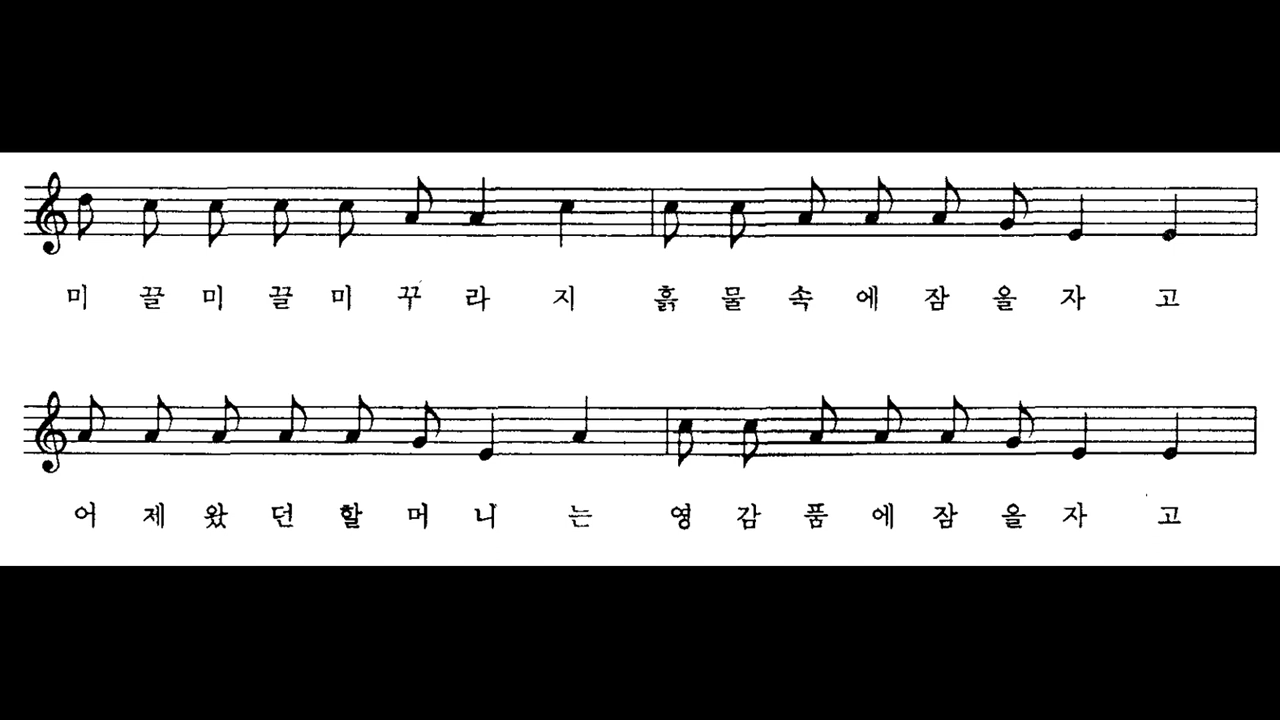 미 끌 미 끌 미 꾸 라 지 흙 물 속 에 잠 을 자 고
어 제 왔 던 할 머 니 는 영 감 품 에 잠 을 자 고